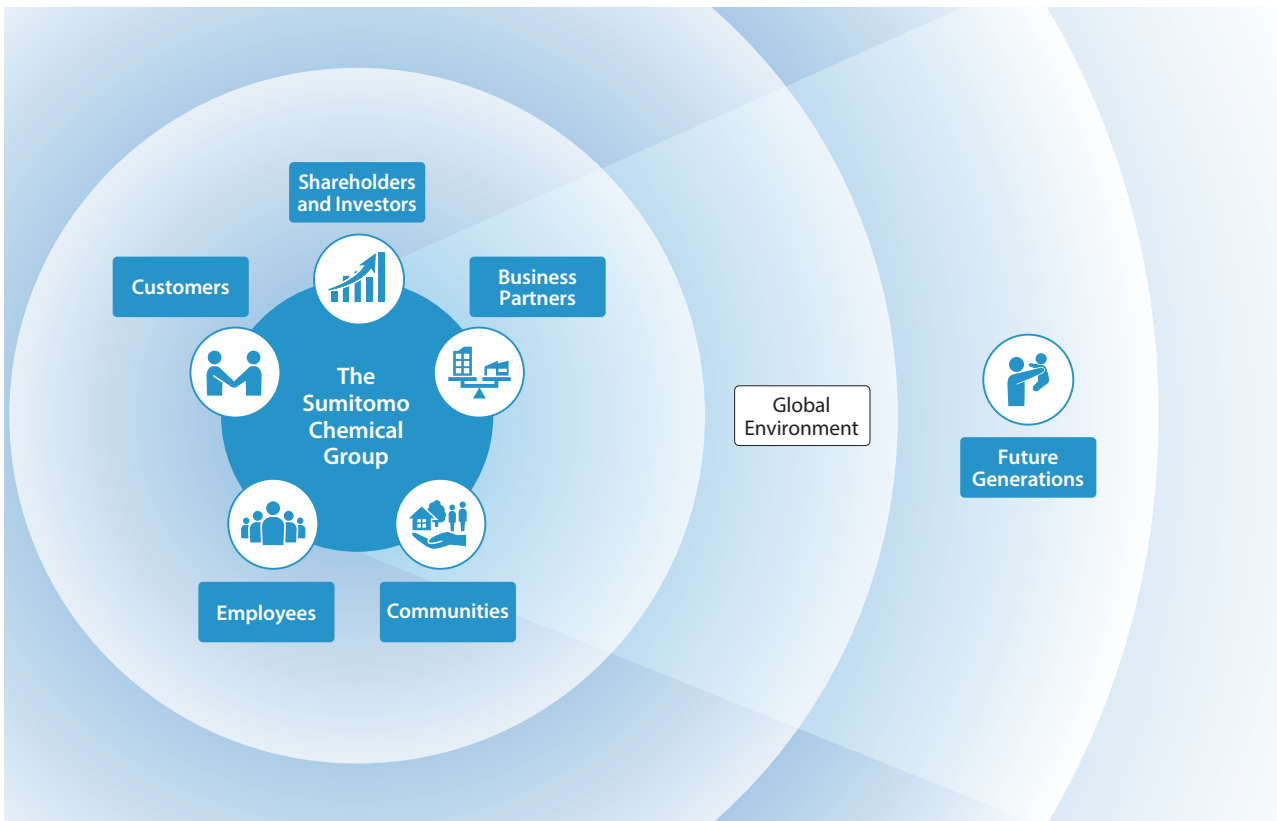 Shareholders
and Investors
Customers
Business
Partners
The
Sumitomo
Chemical
Group
Global
Environment
Future
Generations
Employees
Communities